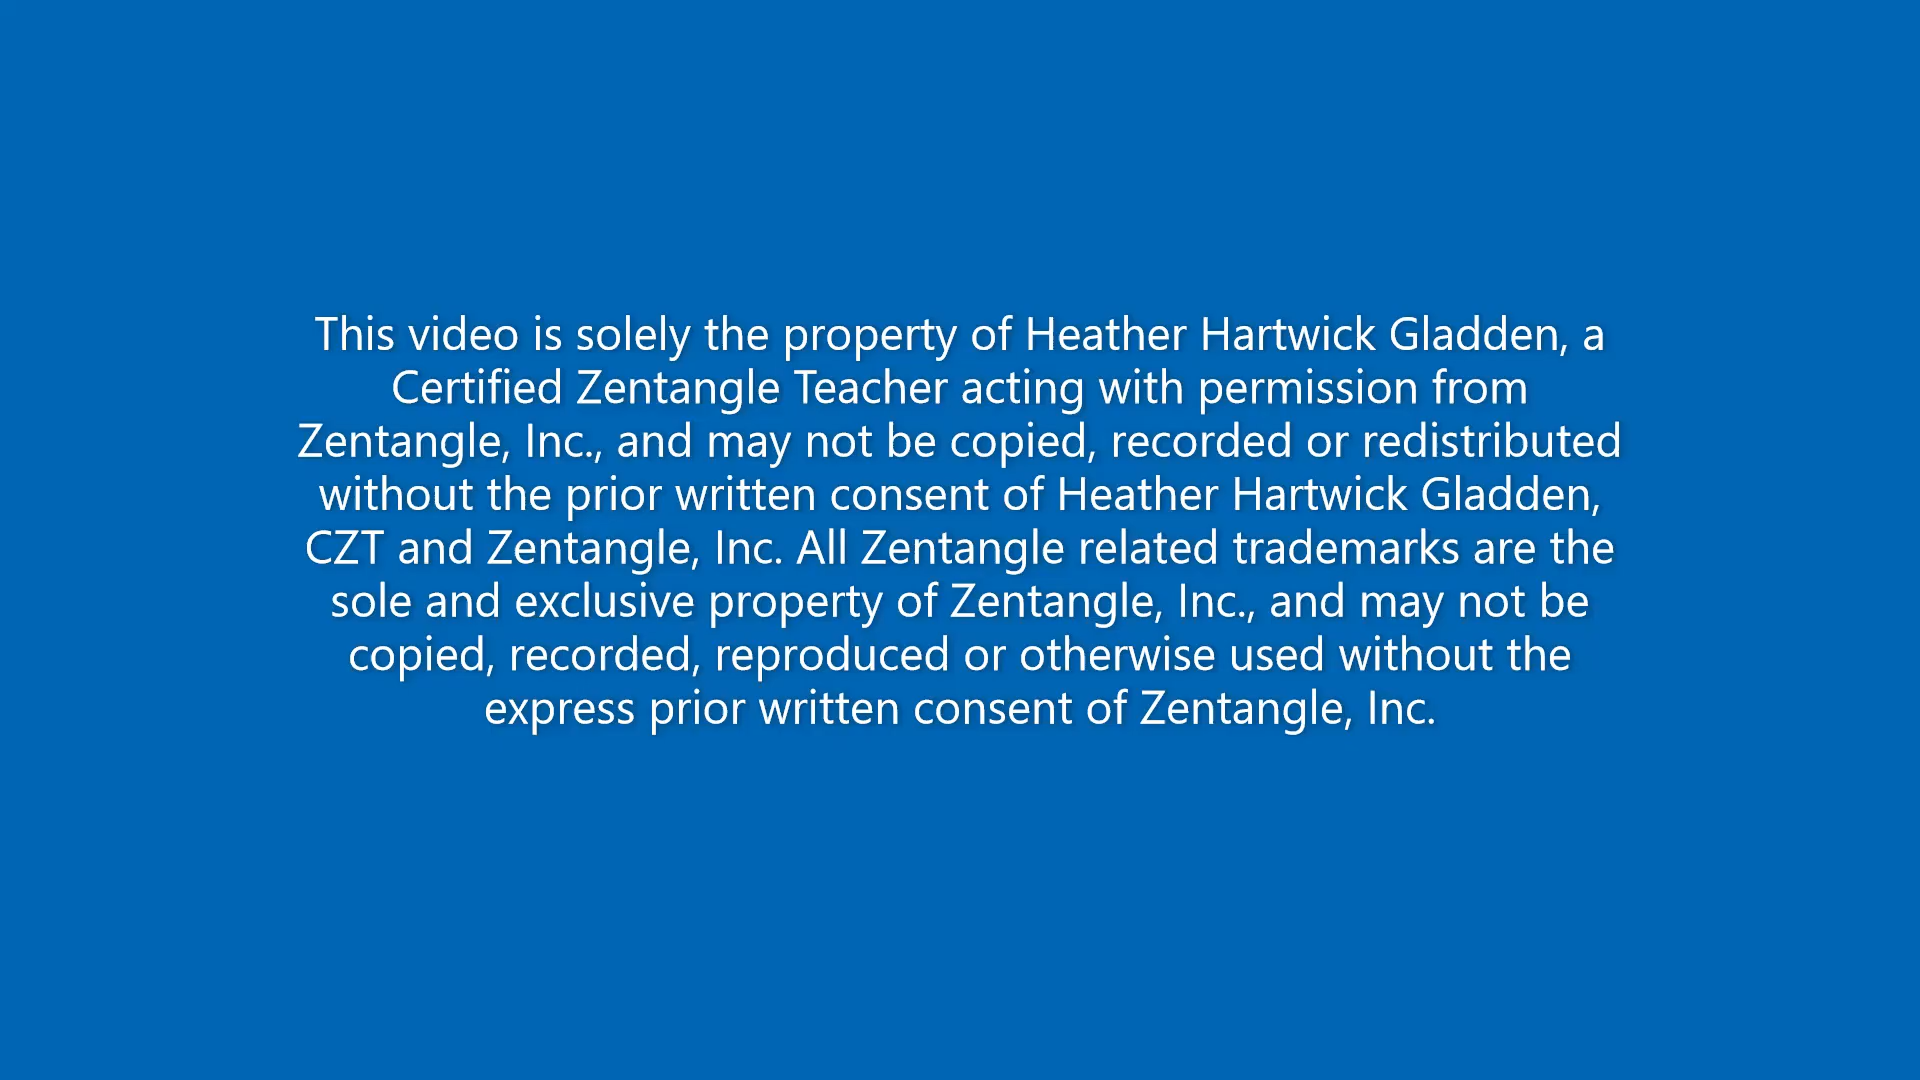 This video is solely the property of Heather Hartwick Gladden, a
Certified Zentangle Teacher acting with permission from
Zentangle, Inc., and may not be copied, recorded or redistributed
without the prior written consent of Heather Hartwick Gladden,
CZT and Zentangle, Inc. All Zentangle related trademarks are the
sole and exclusive property of Zentangle, Inc., and may not be
copied, recorded, reproduced or otherwise used without the
express prior written consent of Zentangle, Inc.